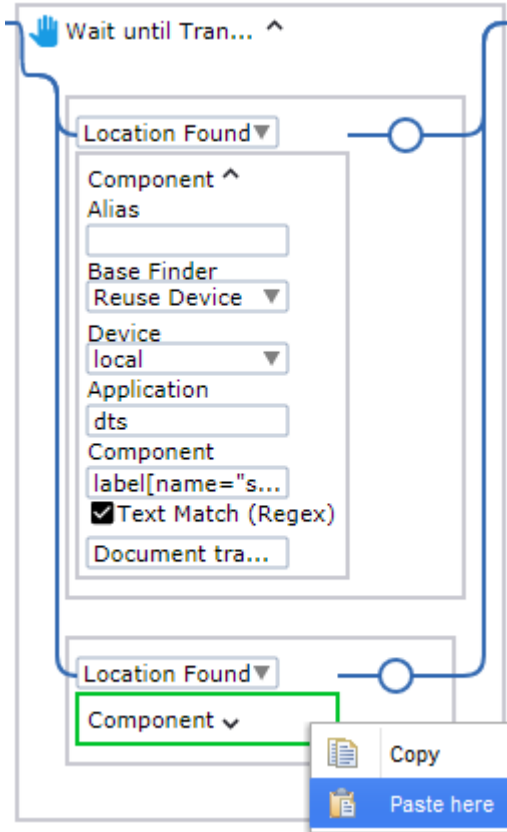 Wait until Tran...
Location Found
Component
Alias
Base Finder
Reuse Device
Device
local
Application
dts
Component
label[name="s...
Text Match (Regex)
Document tra...
Location Found
Component
Copy
Paste here